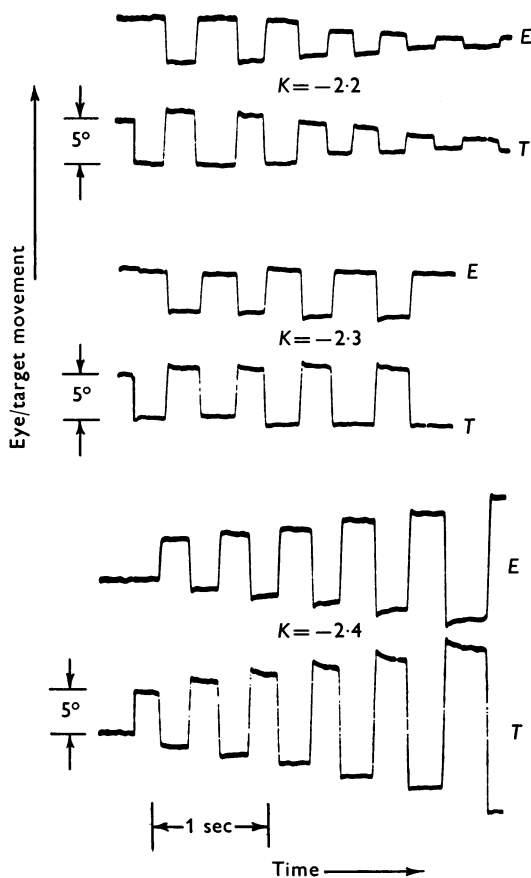 E
K=−2·2
5°
T
Eye/target movement
E
K=−2·3
5°
T
E
K=−2·4
5°
T
1 sec
Time